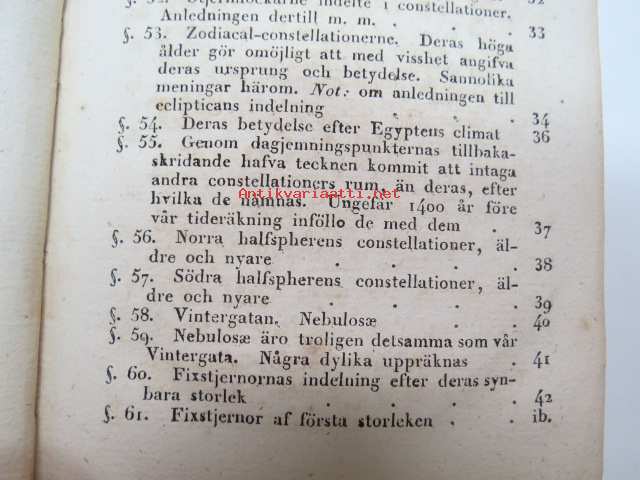 §. 52. Stjernflockarne indelte i constellationer.
Anledningen dertill m. m. . . . 33
§. 53. Zodiacal-constellationerne. Deras höga
ålder gör omöjligt att med visshet angifva
deras ursprung och betydelse. Sannolika
meningar härom. Not: om anledningen till
eclipticans indelning . . . 34
§. 54. Deras betydelse efter Egyptens climat 36
§. 55. Genom dagjemningspunkternas tillbaka-
skridande hafva tecknen kommit att intaga
andra constellationers rum, än deras, efter
hvilka de nämnas. Ungefär 1400 år före
vår tideräkning inföllo de med dem . 37
§. 56. Norra halfspherens constellationer, äl-
dre och nyare . . . . 38
§. 57. Södra halfspherens constellationer, äl-
dre och nyare . . . . 39
§. 58. Vintergatan. Nebulosæ . . 40
§. 59. Nebulosæ äro troligen detsamma som vår
Vintergata. Några dylika uppräknas . 41
§. 60. Fixstjernornas indelning efter deras syn-
bara storlek . . . . 42
§. 61. Fixstjernor af första storleken . . ib.
Antikvariaatti.net